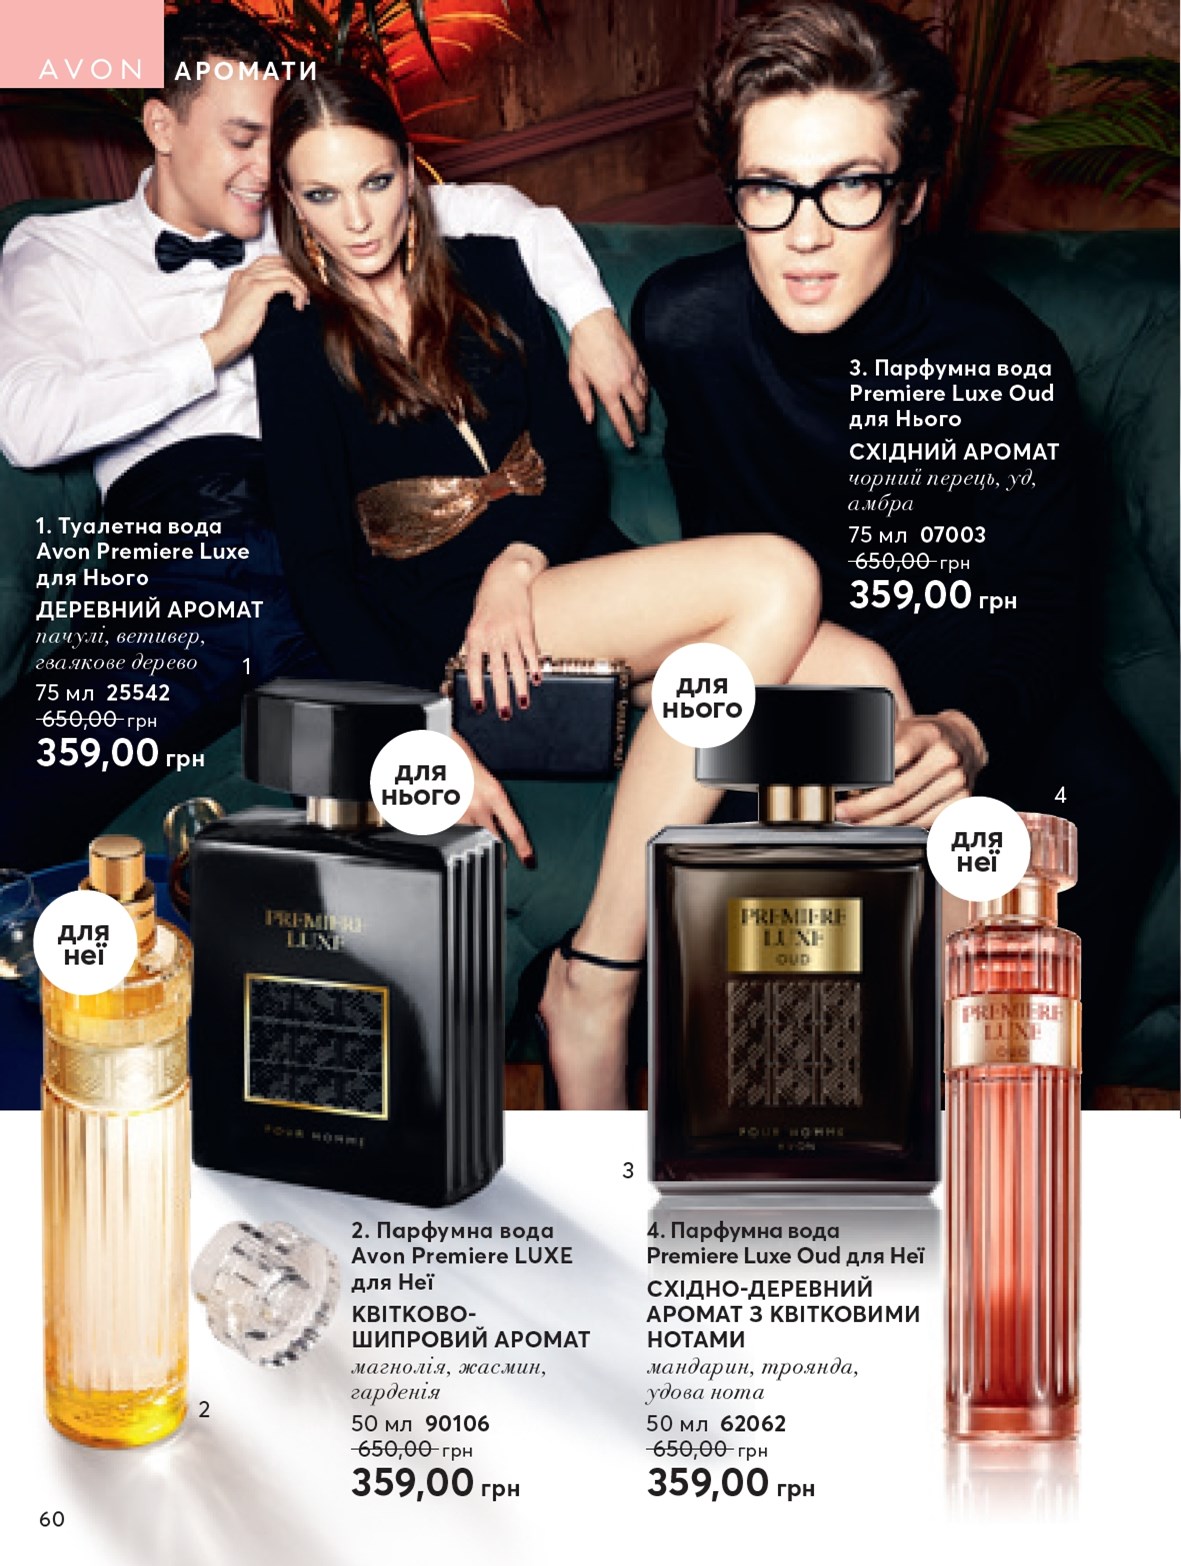 AVON АРОМАТИ
3. Парфумна вода
Premiere Luxe Oud
для Нього
СХІДНИЙ АРОМАТ
чорний перець, уд,
амбра
75 мл 07003
650,00 грн
359,00 грн
1. Туалетна вода
Avon Premiere Luxe
для Нього
ДЕРЕВНИЙ АРОМАТ
пачулі, ветивер,
гваякове дерево
75 мл 25542
650,00 грн
359,00 грн
1
для
нього
для
нього
4
для
неї
для
неї
PREMIERE
LUXE
POUR HOMME
PREMIERE
LUXE
OUD
POUR HOMME
AVON
PREMIERE
LUXE
OUD
3
2. Парфумна вода
Avon Premiere LUXE
для Неї
КВІТКОВО-
ШИПРОВИЙ АРОМАТ
магнолія, жасмин,
гарденія
50 мл 90106
650,00 грн
359,00 грн
4. Парфумна вода
Premiere Luxe Oud для Неї
СХІДНО-ДЕРЕВНИЙ
АРОМАТ З КВІТКОВИМИ
НОТАМИ
мандарин, троянда,
удова нота
50 мл 62062
650,00 грн
359,00 грн
2
60